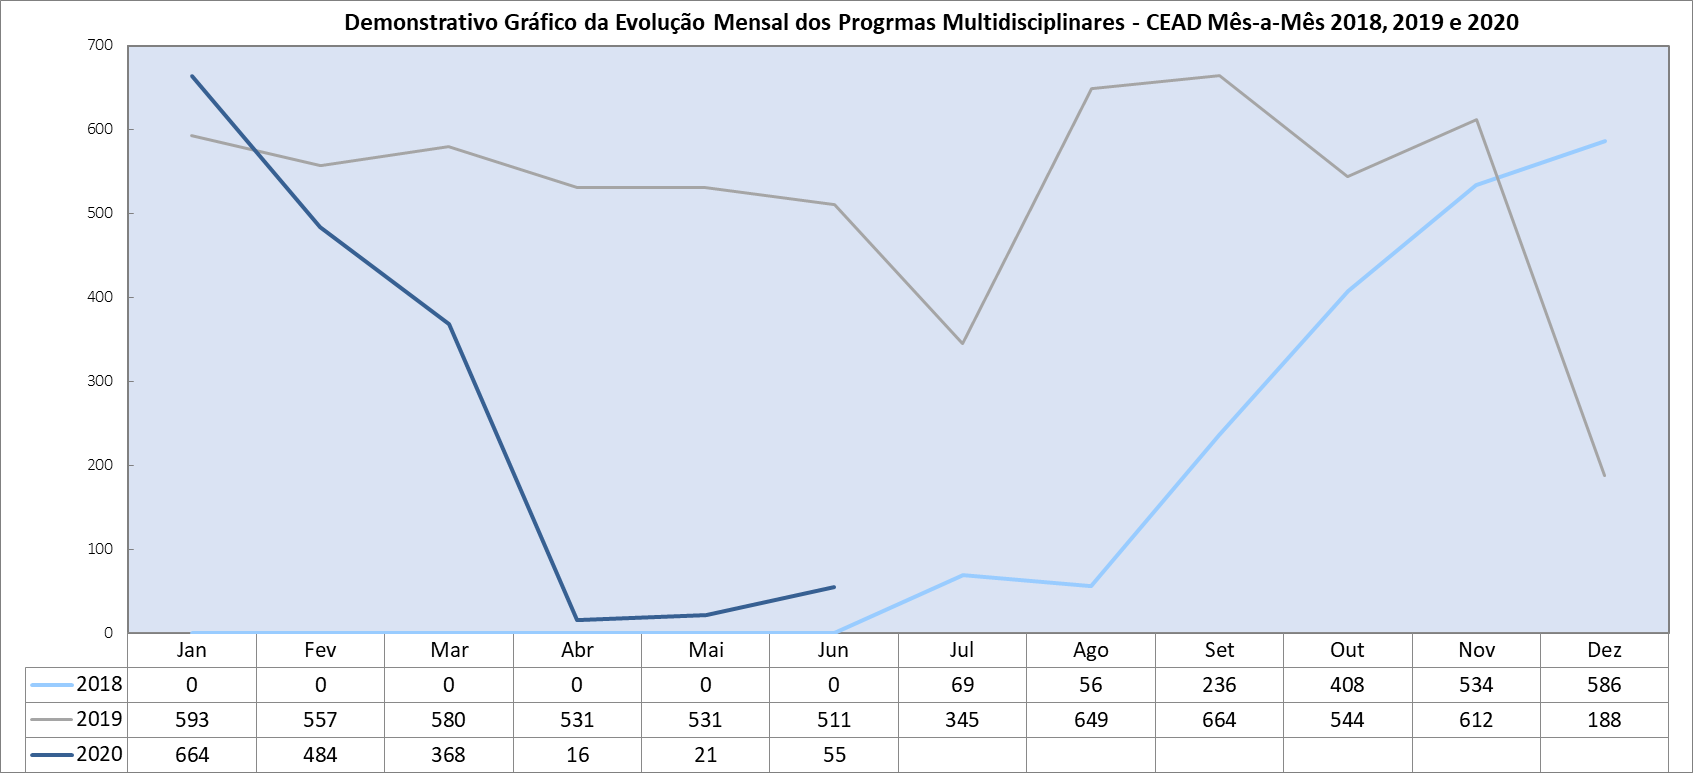 Demonstrativo Gráfico da Evolução Mensal dos Progrmas Multidisciplinares - CEAD Mês-a-Mês 2018, 2019 e 2020
700
600
500
400
300
200
100
0
Jan Fev Mar Abr Mai Jun Jul Ago Set Out Nov Dez
2018 0 0 0 0 0 0 69 56 236 408 534 586
2019 593 557 580 531 531 511 345 649 664 544 612 188
2020 664 484 368 16 21 55